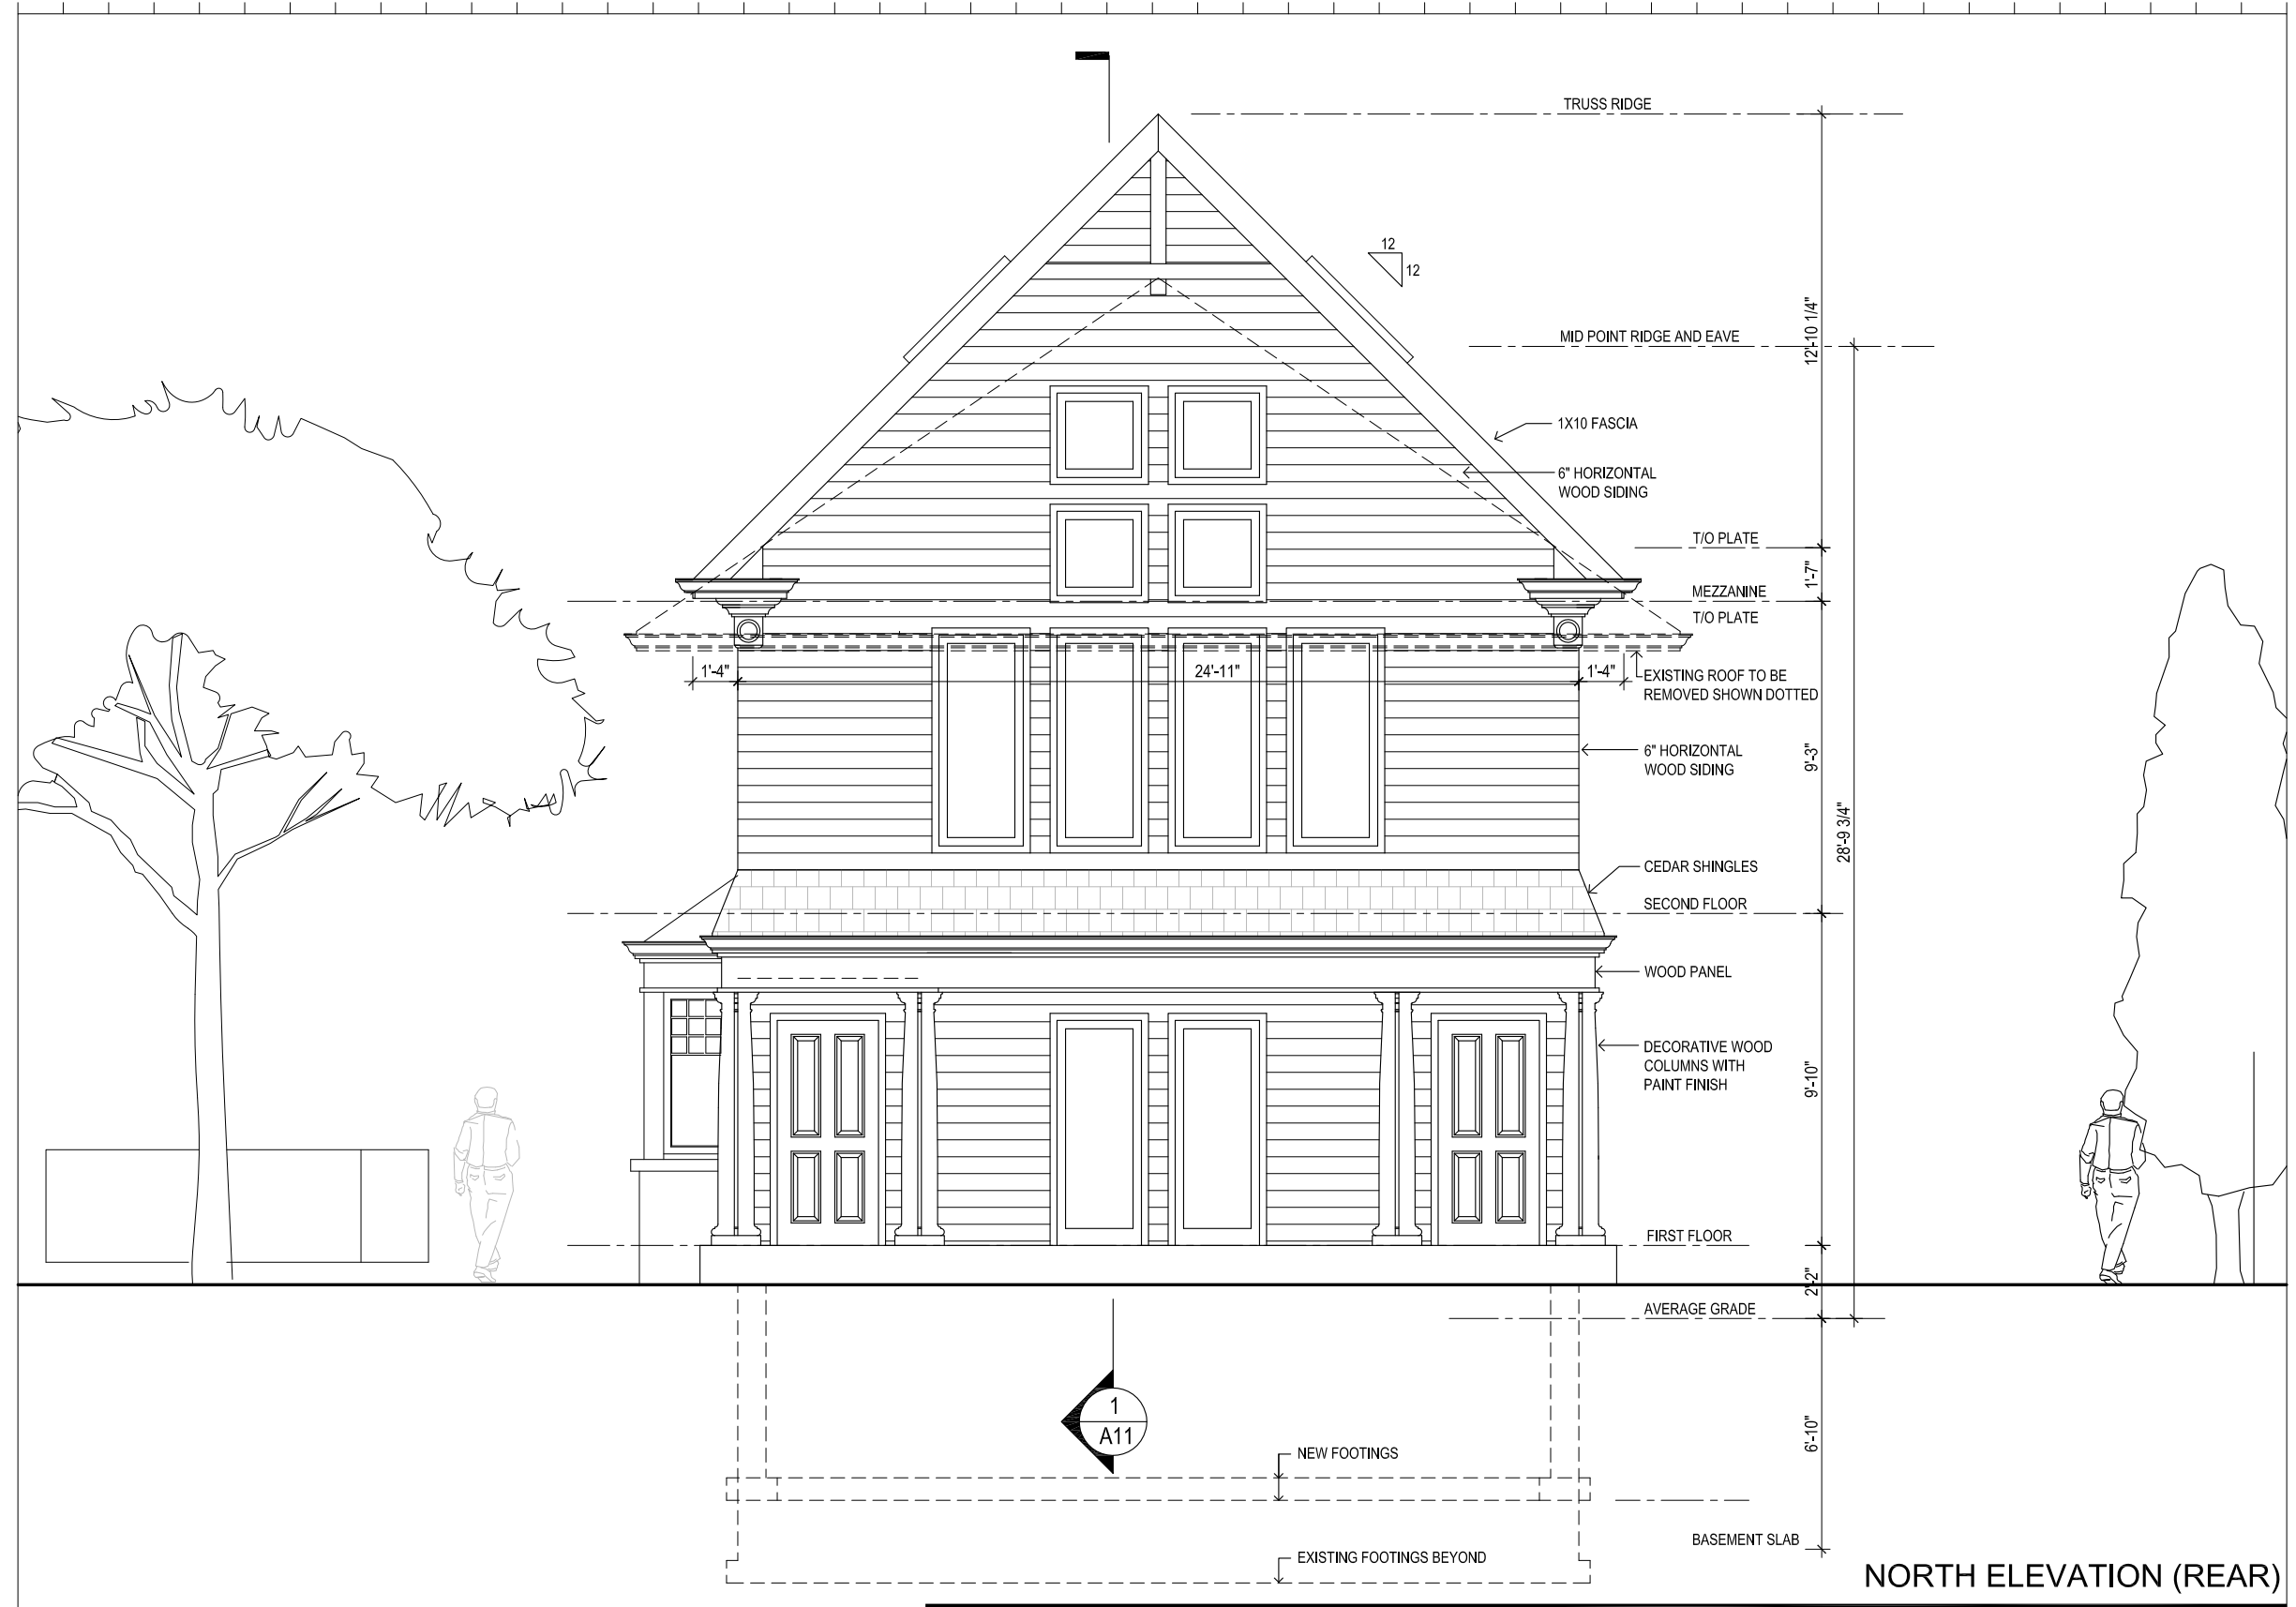 TRUSS RIDGE
12
12
12'-10 1/4"
MID POINT RIDGE AND EAVE
1X10 FASCIA
6" HORIZONTAL
WOOD SIDING
T/O PLATE
1'-7"
MEZZANINE
T/O PLATE
1'-4"
24'-11"
1'-4"
EXISTING ROOF TO BE
REMOVED SHOWN DOTTED
6" HORIZONTAL
WOOD SIDING
9'-3"
28'-9 3/4"
CEDAR SHINGLES
SECOND FLOOR
WOOD PANEL
DECORATIVE WOOD
COLUMNS WITH
PAINT FINISH
9'-10"
FIRST FLOOR
2'-2"
AVERAGE GRADE
1
A11
6'-10"
NEW FOOTINGS
BASEMENT SLAB
EXISTING FOOTINGS BEYOND
NORTH ELEVATION (REAR)